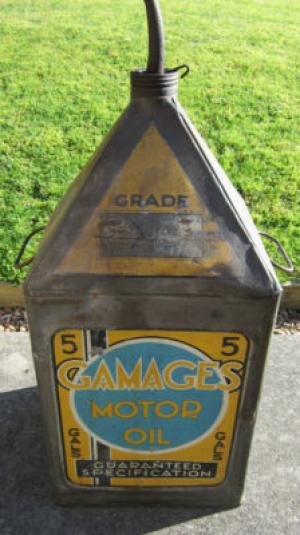 GRADE
5 5
GAMAGES
MOTOR
OIL
GALS GALS
GUARANTEED
SPECIFICATION